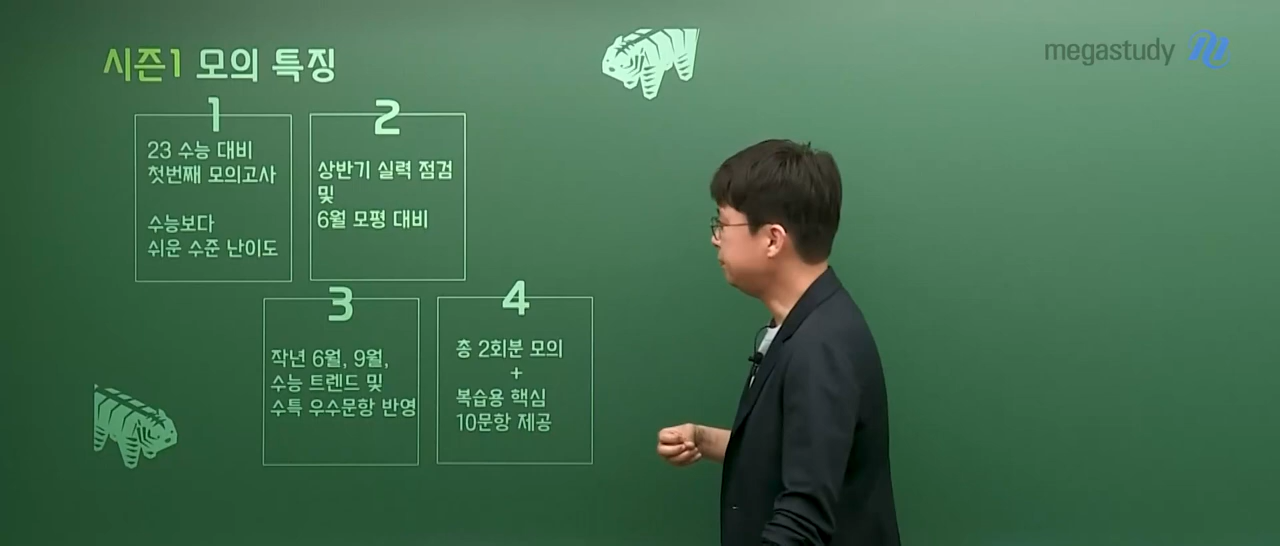 시즌1 모의 특징
megastudy
1
23 수능 대비
첫번째 모의고사
수능보다
쉬운 수준 난이도
2
상반기 실력 점검
및
6월 모평 대비
3
작년 6월, 9월,
수능 트렌드 및
수특 우수문항 반영
4
총 2회분 모의
+
복습용 핵심
10문항 제공